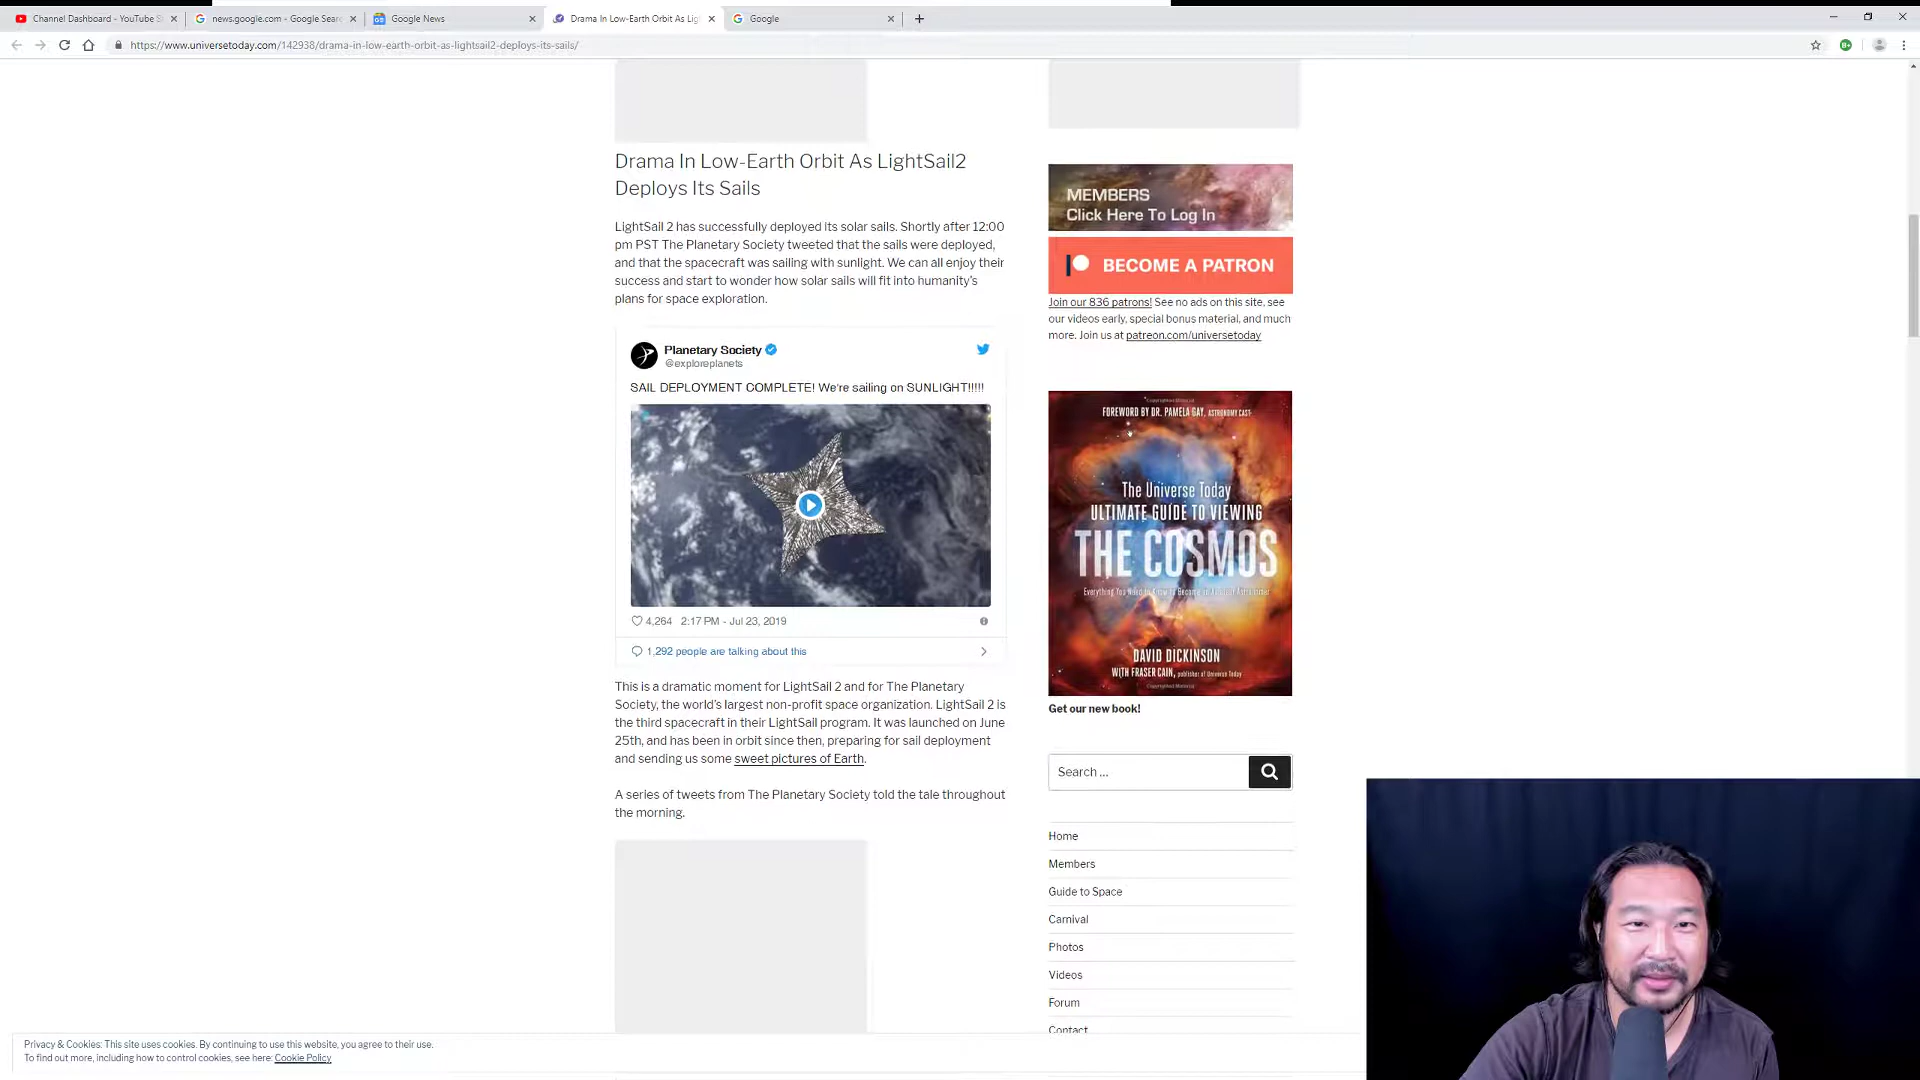 Channel Dashboard - YouTube S
news.google.com - Google Sear
Google News
Drama In Low-Earth Orbit As Lig
Google
https://www.universetoday.com/142938/drama-in-low-earth-orbit-as-lightsail2-deploys-its-sails/
Drama In Low-Earth Orbit As LightSail2
Deploys Its Sails
LightSail 2 has successfully deployed its solar sails. Shortly after 12:00
pm PST The Planetary Society tweeted that the sails were deployed,
and that the spacecraft was sailing with sunlight. We can all enjoy their
success and start to wonder how solar sails will fit into humanity's
plans for space exploration.
Planetary Society
@exploreplanets
SAIL DEPLOYMENT COMPLETE! We're sailing on SUNLIGHT!!!!!
4,264 2:17 PM - Jul 23, 2019
1,292 people are talking about this
This is a dramatic moment for LightSail 2 and for The Planetary
Society, the world's largest non-profit space organization. LightSail 2 is
the third spacecraft in their LightSail program. It was launched on June
25th, and has been in orbit since then, preparing for sail deployment
and sending us some sweet pictures of Earth.
A series of tweets from The Planetary Society told the tale throughout
the morning.
MEMBERS
Click Here To Log In
BECOME A PATRON
Join our 836 patrons! See no ads on this site, see
our videos early, special bonus material, and much
more. Join us at patreon.com/universetoday
FOREWORD BY DR. PAMELA GAY, ASTRONOMY CAST
The Universe Today
ULTIMATE GUIDE TO VIEWING
THE COSMOS
Everything You Need to Know to Become an Amateur Astronomer
DAVID DICKINSON
WITH FRASER CAIN, publisher of Universe Today
Get our new book!
Search ...
Home
Members
Guide to Space
Carnival
Photos
Videos
Forum
Contact
Privacy & Cookies: This site uses cookies. By continuing to use this website, you agree to their use.
To find out more, including how to control cookies, see here: Cookie Policy